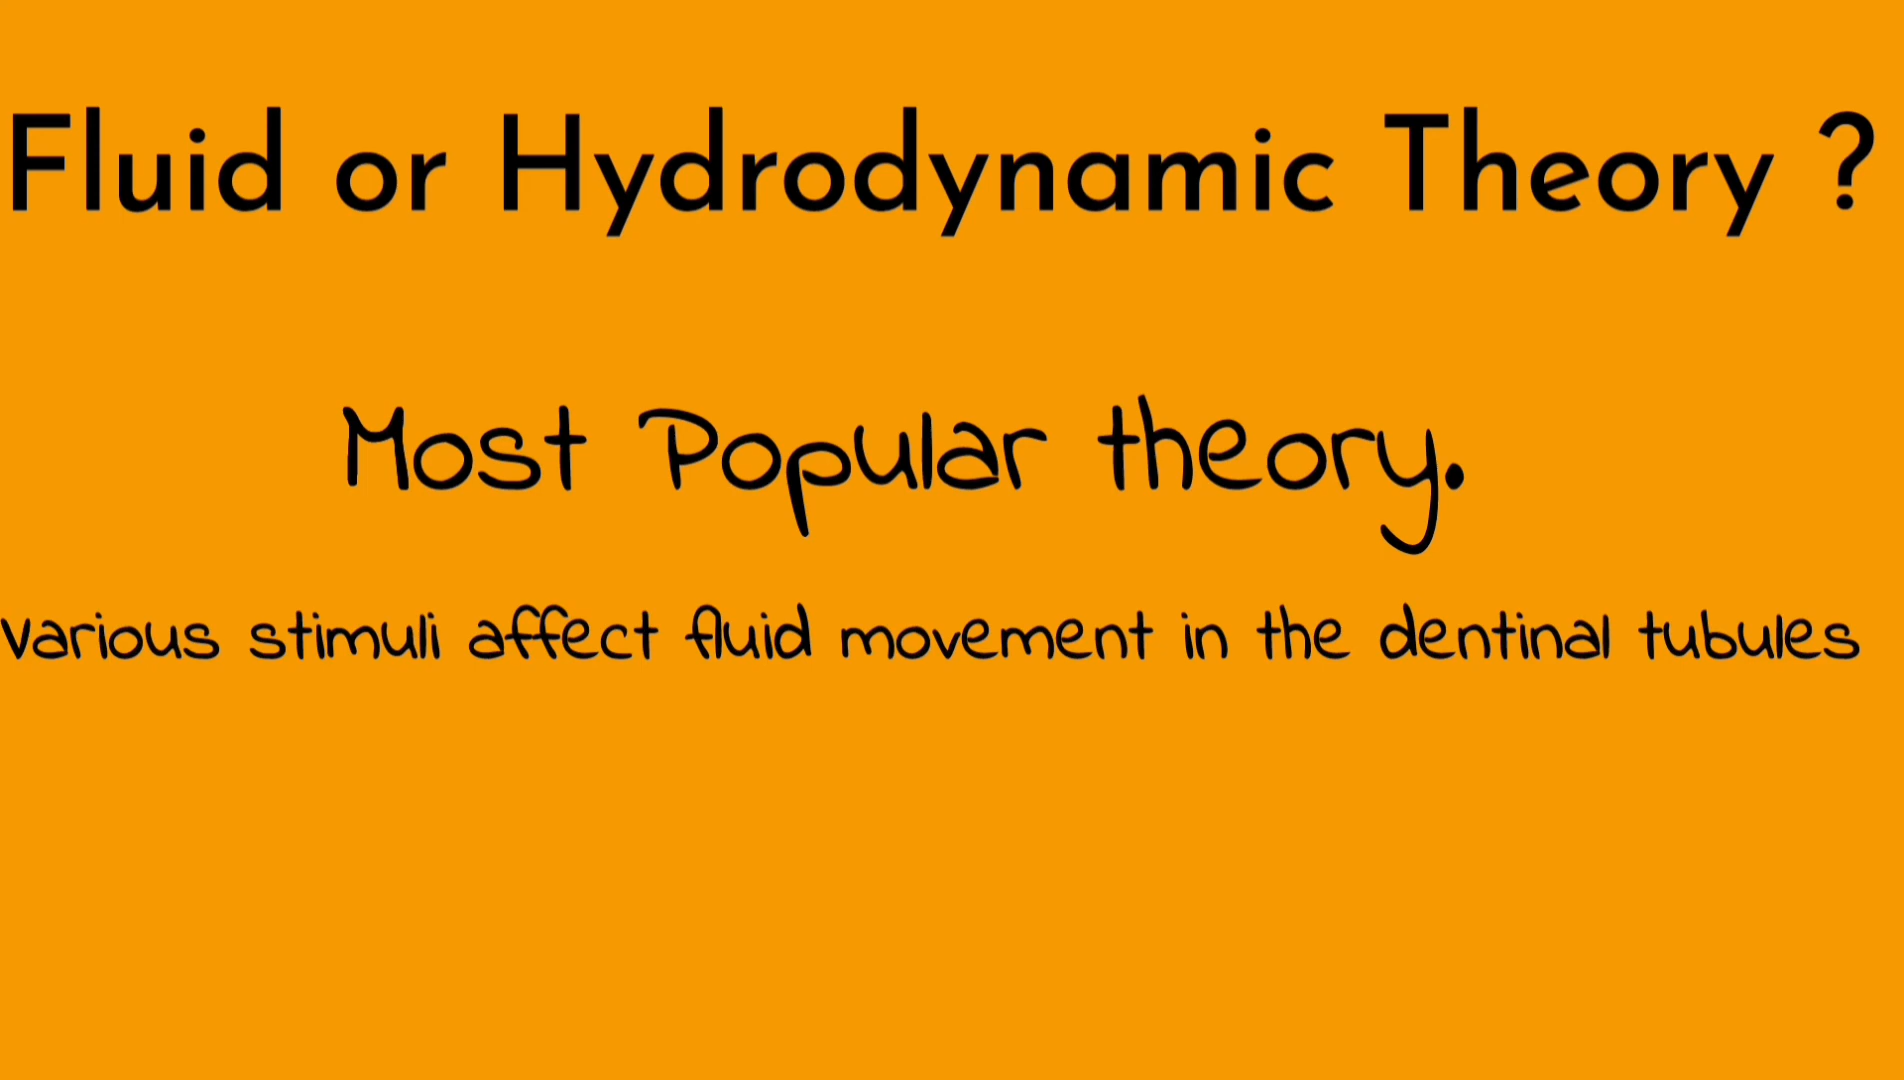 Fluid or Hydrodynamic Theory ?
Most Popular theory.
Various stimuli affect fluid movement in the dentinal tubules